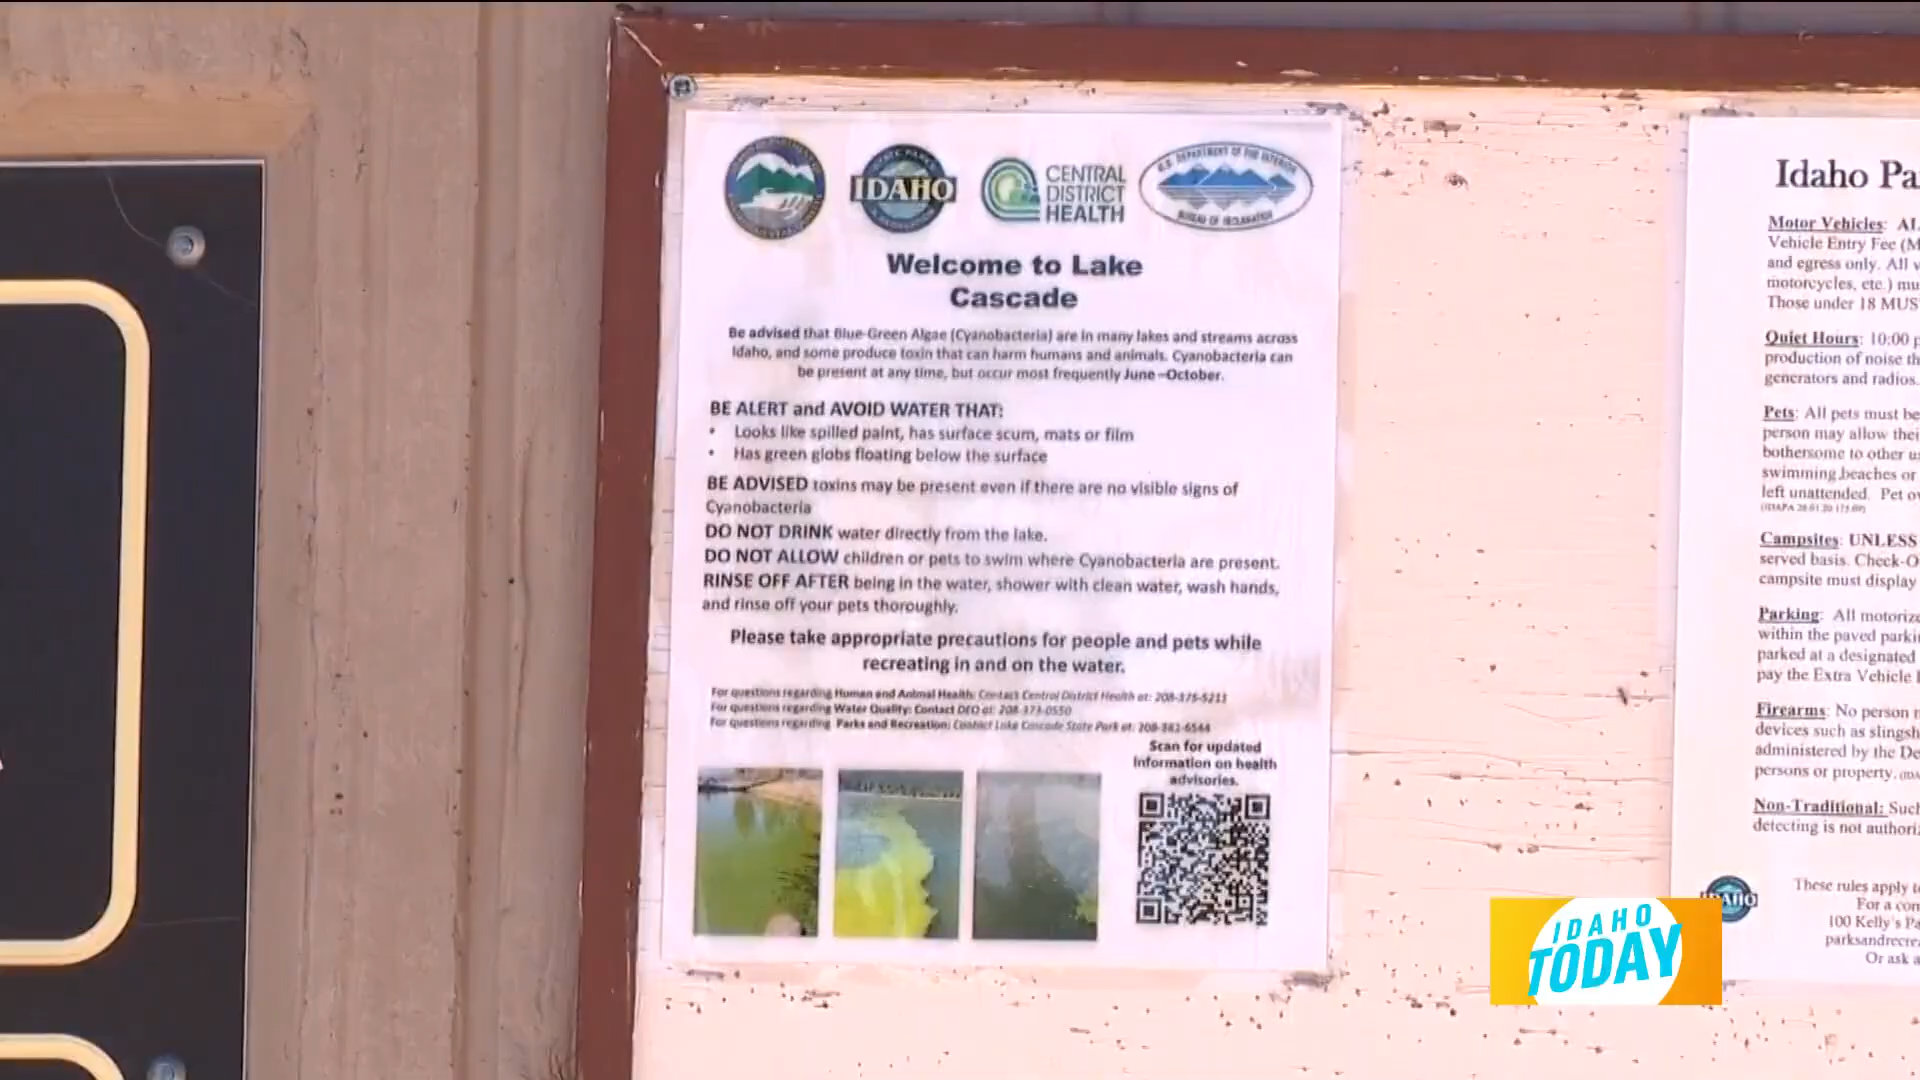 IDAHO
CENTRAL
DISTRICT
HEALTH
U.S. DEPARTMENT OF THE INTERIOR
BUREAU OF RECLAMATION
Welcome to Lake
Cascade
Be advised that Blue-Green Algae (Cyanobacteria) are in many lakes and streams across
Idaho, and some produce toxin that can harm humans and animals. Cyanobacteria can
be present at any time, but occur most frequently June–October.
BE ALERT and AVOID WATER THAT:
• Looks like spilled paint, has surface scum, mats or film
• Has green globs floating below the surface
BE ADVISED toxins may be present even if there are no visible signs of
Cyanobacteria
DO NOT DRINK water directly from the lake.
DO NOT ALLOW children or pets to swim where Cyanobacteria are present.
RINSE OFF AFTER being in the water, shower with clean water, wash hands,
and rinse off your pets thoroughly.
Please take appropriate precautions for people and pets while
recreating in and on the water.
For questions regarding Human and Animal Health: Contact Central District Health at: 208-375-5211
For questions regarding Water Quality: Contact DEQ at: 208-373-0550
For questions regarding Parks and Recreation: Contact Lake Cascade State Park at: 208-382-6544
Scan for updated
information on health
advisories.
Idaho Pa
Motor Vehicles: AL
Vehicle Entry Fee (M
and egress only. All v
motorcycles, etc.) mu
Those under 18 MUS
Quiet Hours: 10:00 p
production of noise th
generators and radios.
Pets: All pets must be
person may allow thei
bothersome to other u
swimming beaches or
left unattended. Pet ow
Campsites: UNLESS
served basis. Check-O
campsite must display
Parking: All motorize
within the paved parki
parked at a designated
pay the Extra Vehicle
Firearms: No person m
devices such as slingsh
administered by the De
persons or property.
Non-Traditional: Such
detecting is not authori
These rules apply t
For a com
100 Kelly's Pa
parksandrecre
Or ask a
IDAHO
TODAY